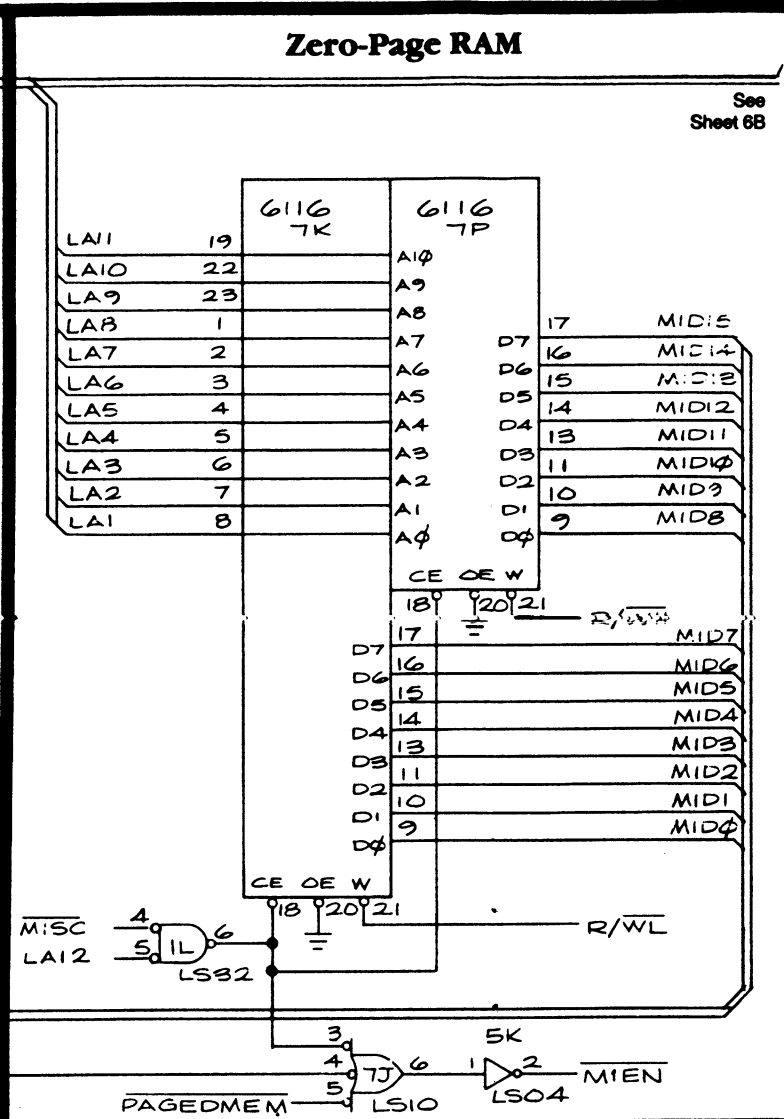 Zero-Page RAM
See
Sheet 6B
6116 6116
7K 7P
LA11 19 A10
LA10 22 A9
LA9 23 A8
LA8 1 A7 D7 17 MID15
LA7 2 A6 D6 16 MID14
LA6 3 A5 D5 15 MID13
LA5 4 A4 D4 14 MID12
LA4 5 A3 D3 13 MID11
LA3 6 A2 D2 11 MID10
LA2 7 A1 D1 10 MID9
LA1 8 A0 D0 9 MID8
CE OE W
18 20 21
D7 17 MID7
D6 16 MID6
D5 15 MID5
D4 14 MID4
D3 13 MID3
D2 11 MID2
D1 10 MID1
D0 9 MID0
CE OE W
18 20 21 R/WL
MISC 4 1L 6
LA12 5 LS32
3 5K
4 7J 6 1 2 MIEN
PAGEDMEM 5 LS10 LS04